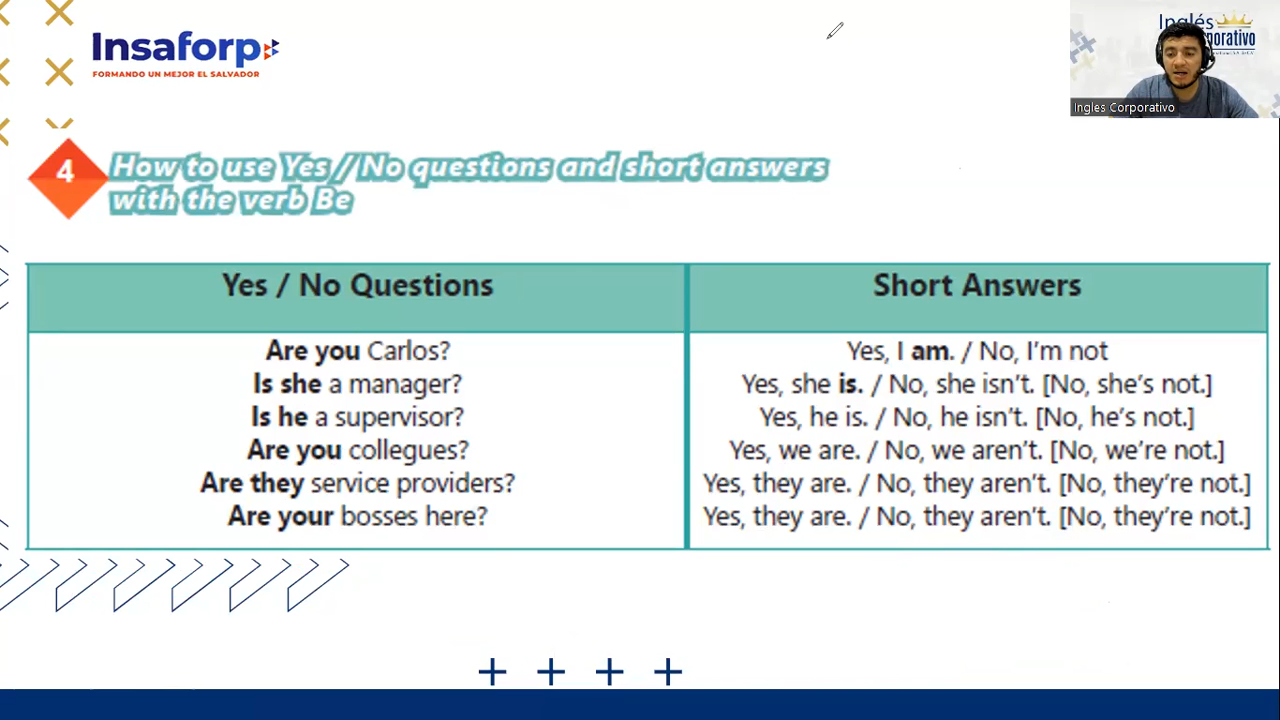 Insaforp
FORMANDO UN MEJOR EL SALVADOR
Inglés
Ingles Corporativo
4
How to use Yes / No questions and short answers
with the verb Be
Yes / No Questions
Short Answers
Are you Carlos?
Yes, I am. / No, I'm not
Is she a manager?
Yes, she is. / No, she isn't. [No, she's not.]
Is he a supervisor?
Yes, he is. / No, he isn't. [No, he's not.]
Are you collegues?
Yes, we are. / No, we aren't. [No, we're not.]
Are they service providers?
Yes, they are. / No, they aren't. [No, they're not.]
Are your bosses here?
Yes, they are. / No, they aren't. [No, they're not.]